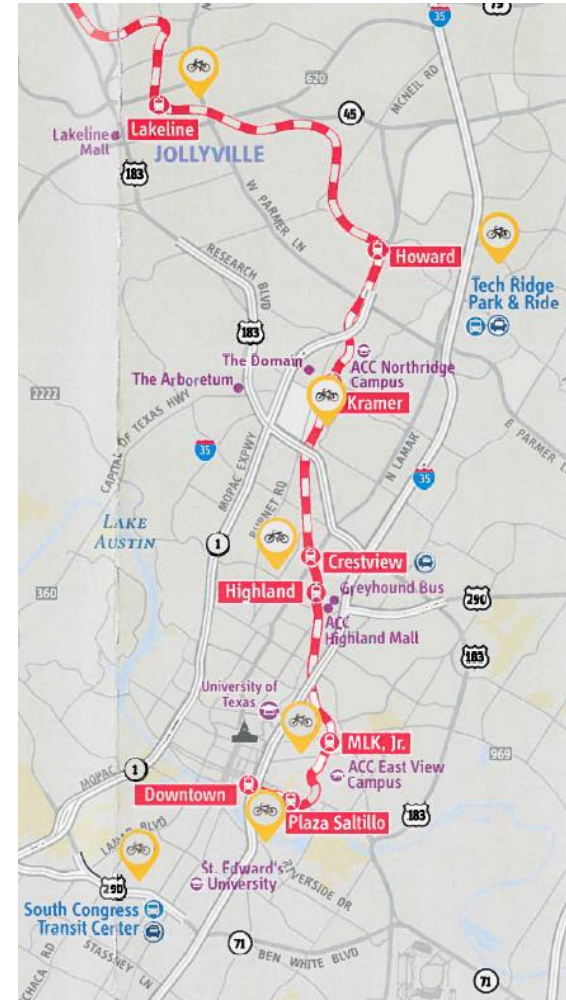 35
620
MCNEIL RD
45
Lakeline
Lakeline
Mall
JOLLYVILLE
183
W PARMER LN
Howard
RESEARCH BLVD
Tech Ridge
Park & Ride
183
The Domain
ACC Northridge
Campus
The Arboretum
Kramer
2222
CAPITAL OF TEXAS HWY
MOPAC EXPWY
N LAMAR
E PARMER LN
35
35
LAKE
AUSTIN
1
BURNET RD
Crestview
Highland
Greyhound Bus
360
290
ACC
Highland Mall
183
University of
Texas
MLK, Jr.
969
MOPAC
1
ACC East View
Campus
Downtown
Plaza Saltillo
183
LAMAR BLVD
St. Edward's
University
RIVERSIDE DR
290
South Congress
Transit Center
71
BEN WHITE BLVD
STASSNEY LN
71